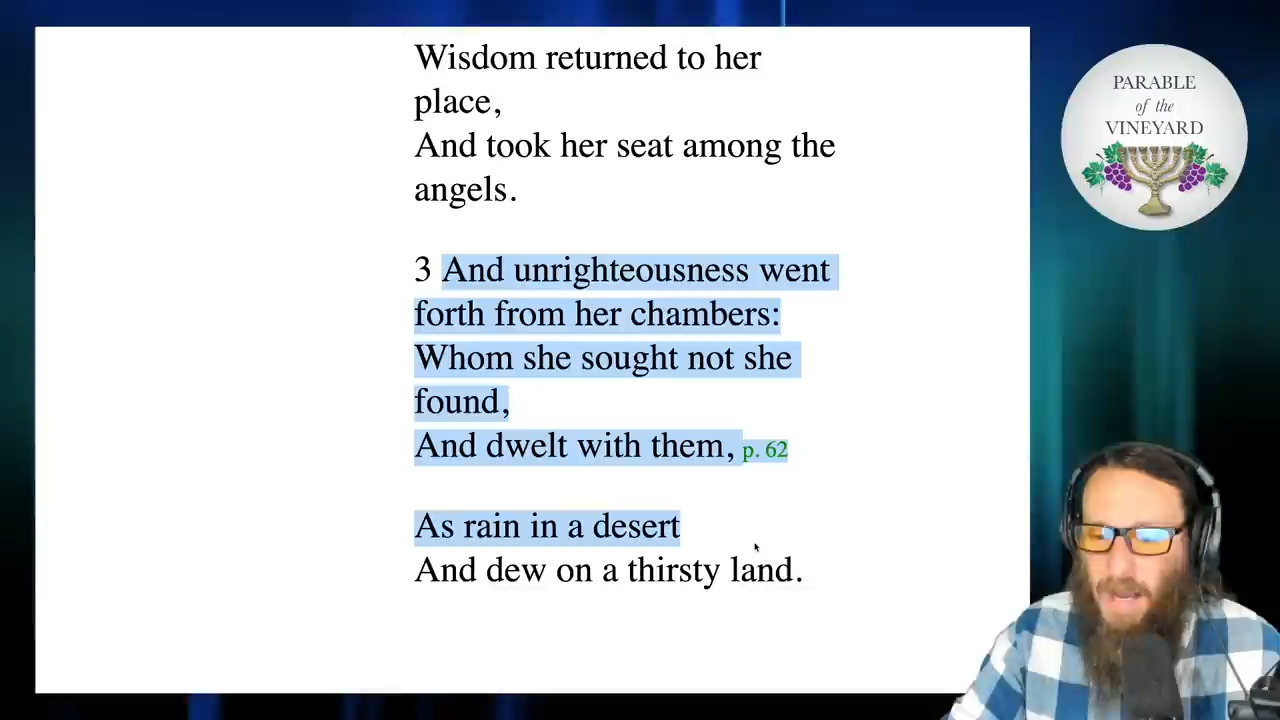 Wisdom returned to her
place,
And took her seat among the
angels.
3 And unrighteousness went
forth from her chambers:
Whom she sought not she
found,
And dwelt with them, p. 62
As rain in a desert
And dew on a thirsty land.
PARABLE
of the
VINEYARD